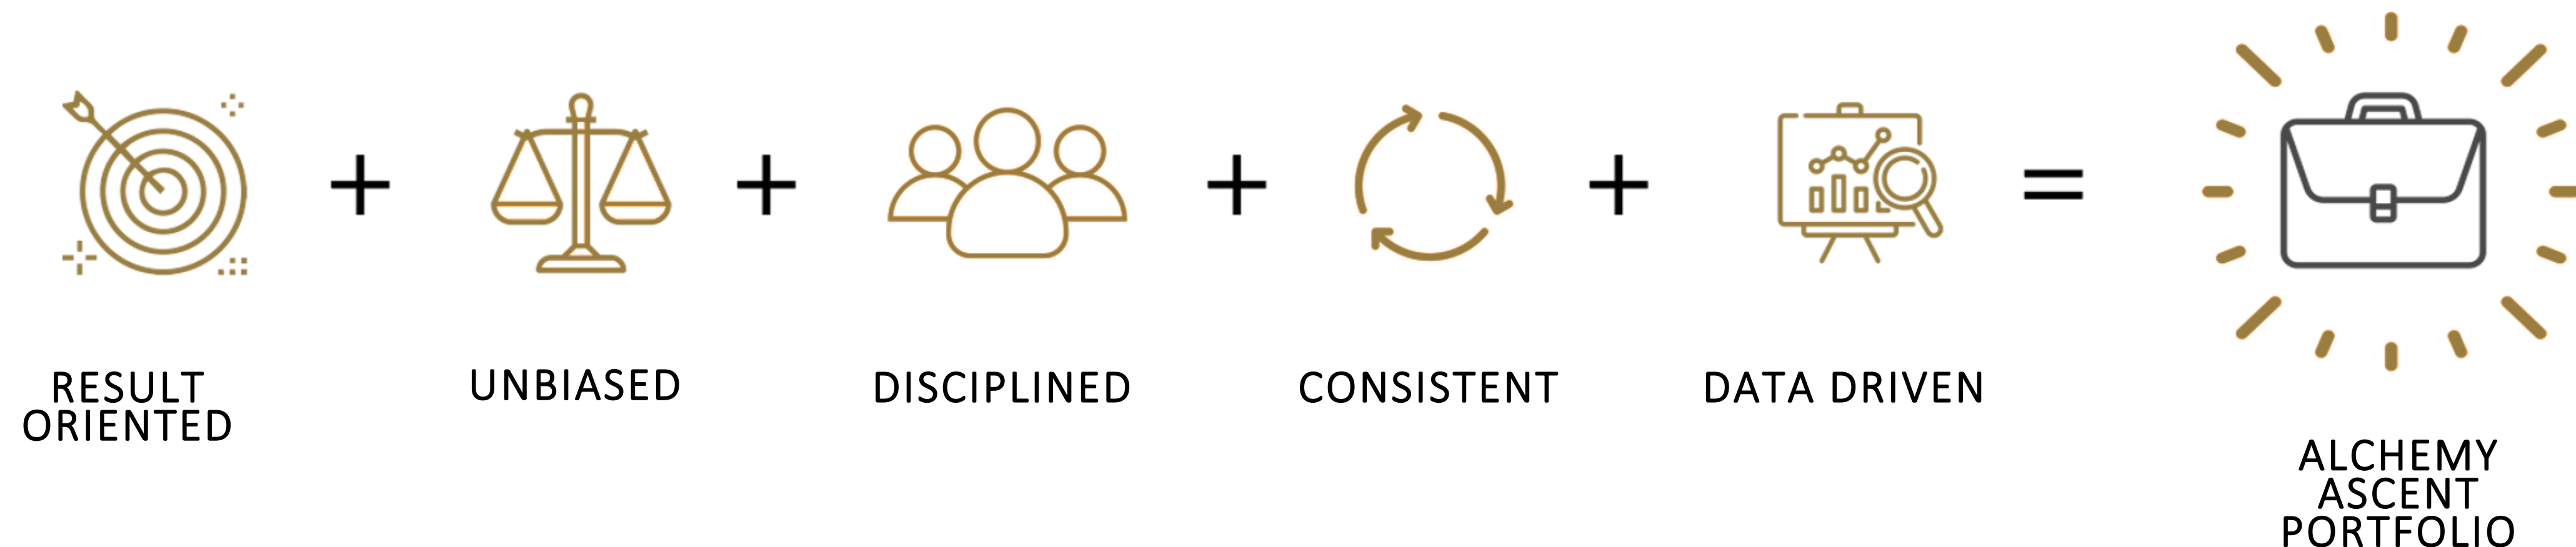 RESULT
ORIENTED
+
UNBIASED
+
DISCIPLINED
+
CONSISTENT
+
DATA DRIVEN
=
ALCHEMY
ASCENT
PORTFOLIO